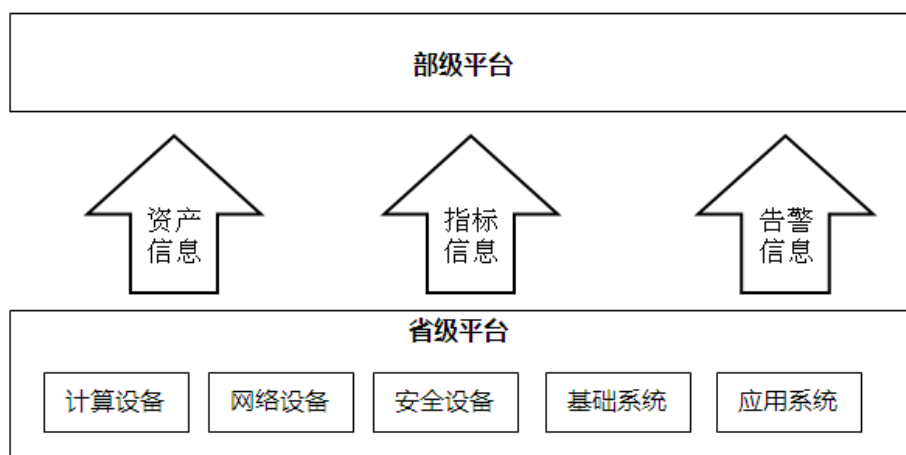 部级平台
资产
信息
指标
信息
告警
信息
省级平台
计算设备
网络设备
安全设备
基础系统
应用系统